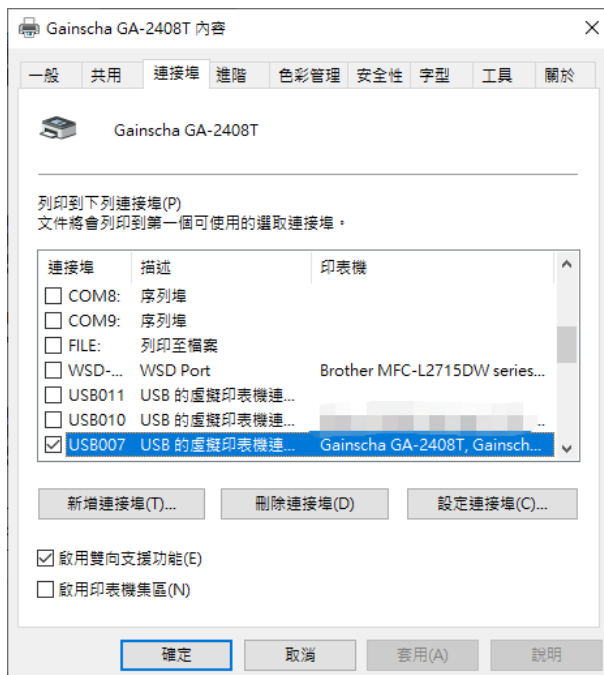 Gainscha GA-2408T 內容
一般 共用 連接埠 進階 色彩管理 安全性 字型 工具 關於
Gainscha GA-2408T
列印到下列連接埠(P)
文件將會列印到第一個可使用的選取連接埠。
連接埠 描述 印表機
COM8: 序列埠
COM9: 序列埠
FILE: 列印至檔案
WSD-... WSD Port Brother MFC-L2715DW series...
USB011 USB 的虛擬印表機連...
USB010 USB 的虛擬印表機連...
USB007 USB 的虛擬印表機連... Gainscha GA-2408T, Gainsch...
新增連接埠(T)... 刪除連接埠(D) 設定連接埠(C)...
啟用雙向支援功能(E)
啟用印表機集區(N)
確定 取消 套用(A) 說明